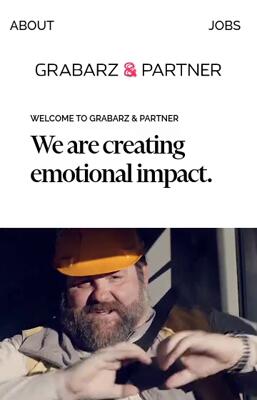 ABOUT JOBS
GRABARZ & PARTNER
WELCOME TO GRABARZ & PARTNER
We are creating
emotional impact.